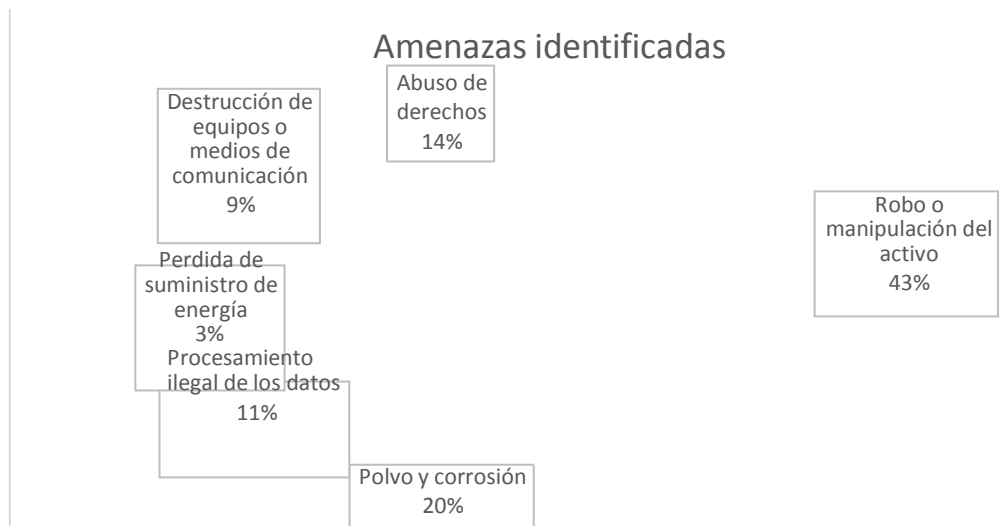 Amenazas identificadas
Abuso de
derechos
14%
Destrucción de
equipos o
medios de
comunicación
9%
Robo o
manipulación del
activo
43%
Perdida de
suministro de
energía
3%
Procesamiento
ilegal de los datos
11%
Polvo y corrosión
20%